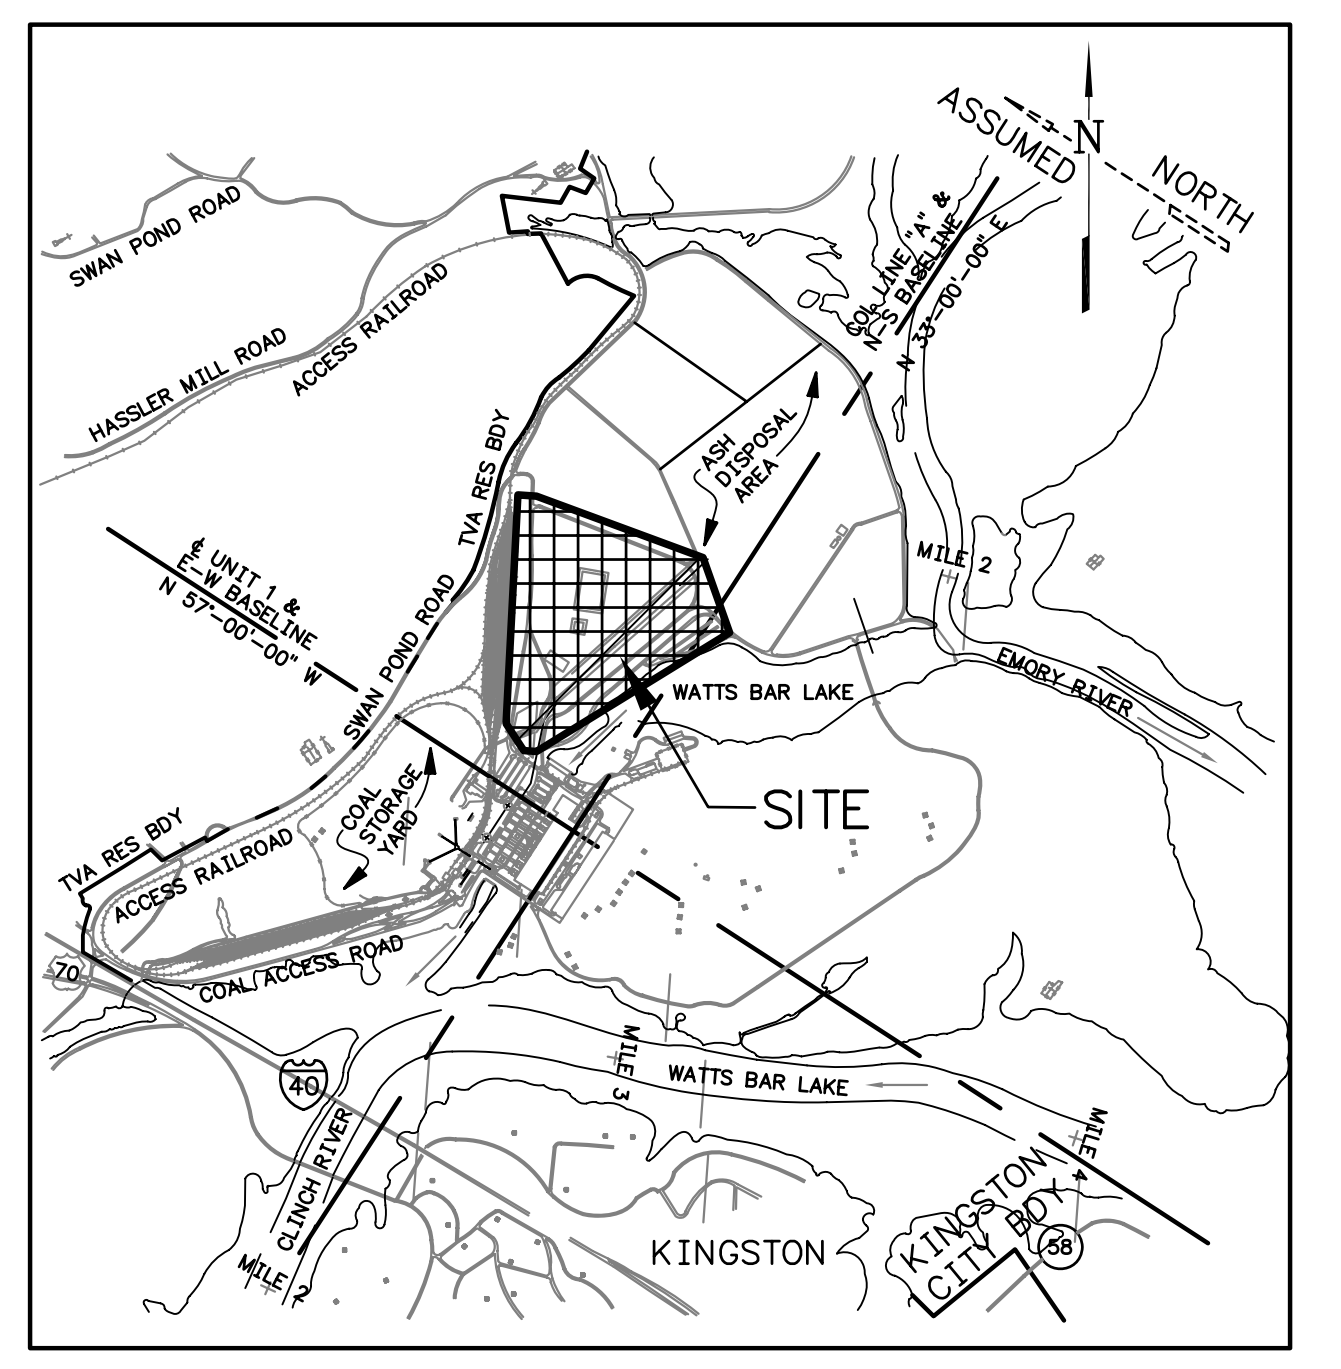 ASSUMED
NORTH
N
SWAN POND ROAD
COL LINE "A" &
N-S BASELINE
N 33°-00'-00" E
ACCESS RAILROAD
HASSLER MILL ROAD
TVA RES BDY
ASH
DISPOSAL
AREA
MILE 2
℄ UNIT 1 &
E-W BASELINE
N 57°-00'-00" W
SWAN POND ROAD
EMORY RIVER
WATTS BAR LAKE
SITE
COAL
STORAGE
YARD
TVA RES BDY
ACCESS RAILROAD
COAL ACCESS ROAD
70
40
MILE 3
WATTS BAR LAKE
MILE 4
CLINCH RIVER
MILE 2
KINGSTON
KINGSTON
CITY BDY
58